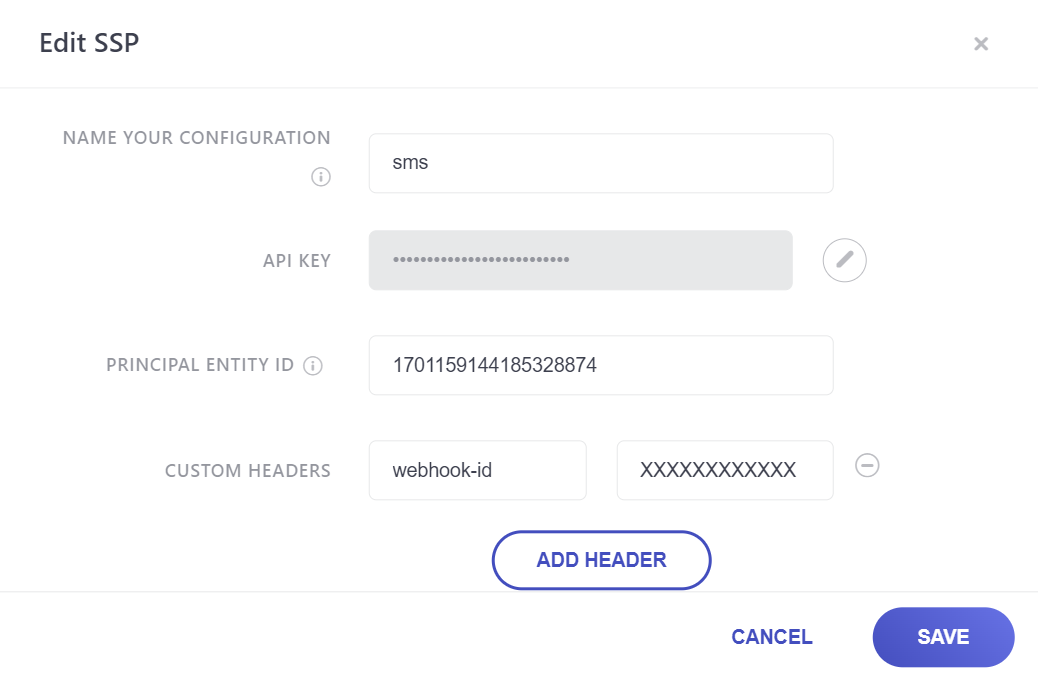 Edit SSP
NAME YOUR CONFIGURATION
sms
API KEY
••••••••••••••••••••••••••
PRINCIPAL ENTITY ID
1701159144185328874
CUSTOM HEADERS
webhook-id
XXXXXXXXXXXX
ADD HEADER
CANCEL
SAVE